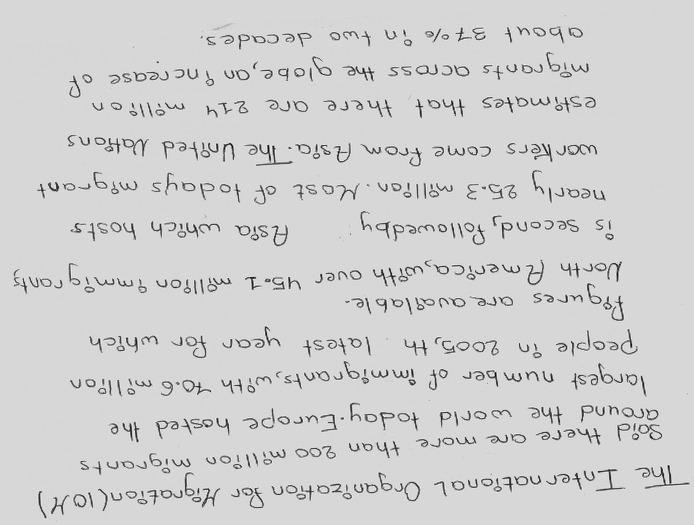 The International Organization for Migration (IOM)
Said there are more than 200 million migrants
around the world today. Europe hosted the
largest number of immigrants, with 70.6 million
people in 2005, th latest year for which
figures are available.
North America, with over 45.1 million immigrants
is second, followedby Asia which hosts
nearly 25.3 million. Most of todays migrant
workers come from Asia. The United Nations
estimates that there are 214 million
migrants across the globe, an increase of
about 37% in two decades.